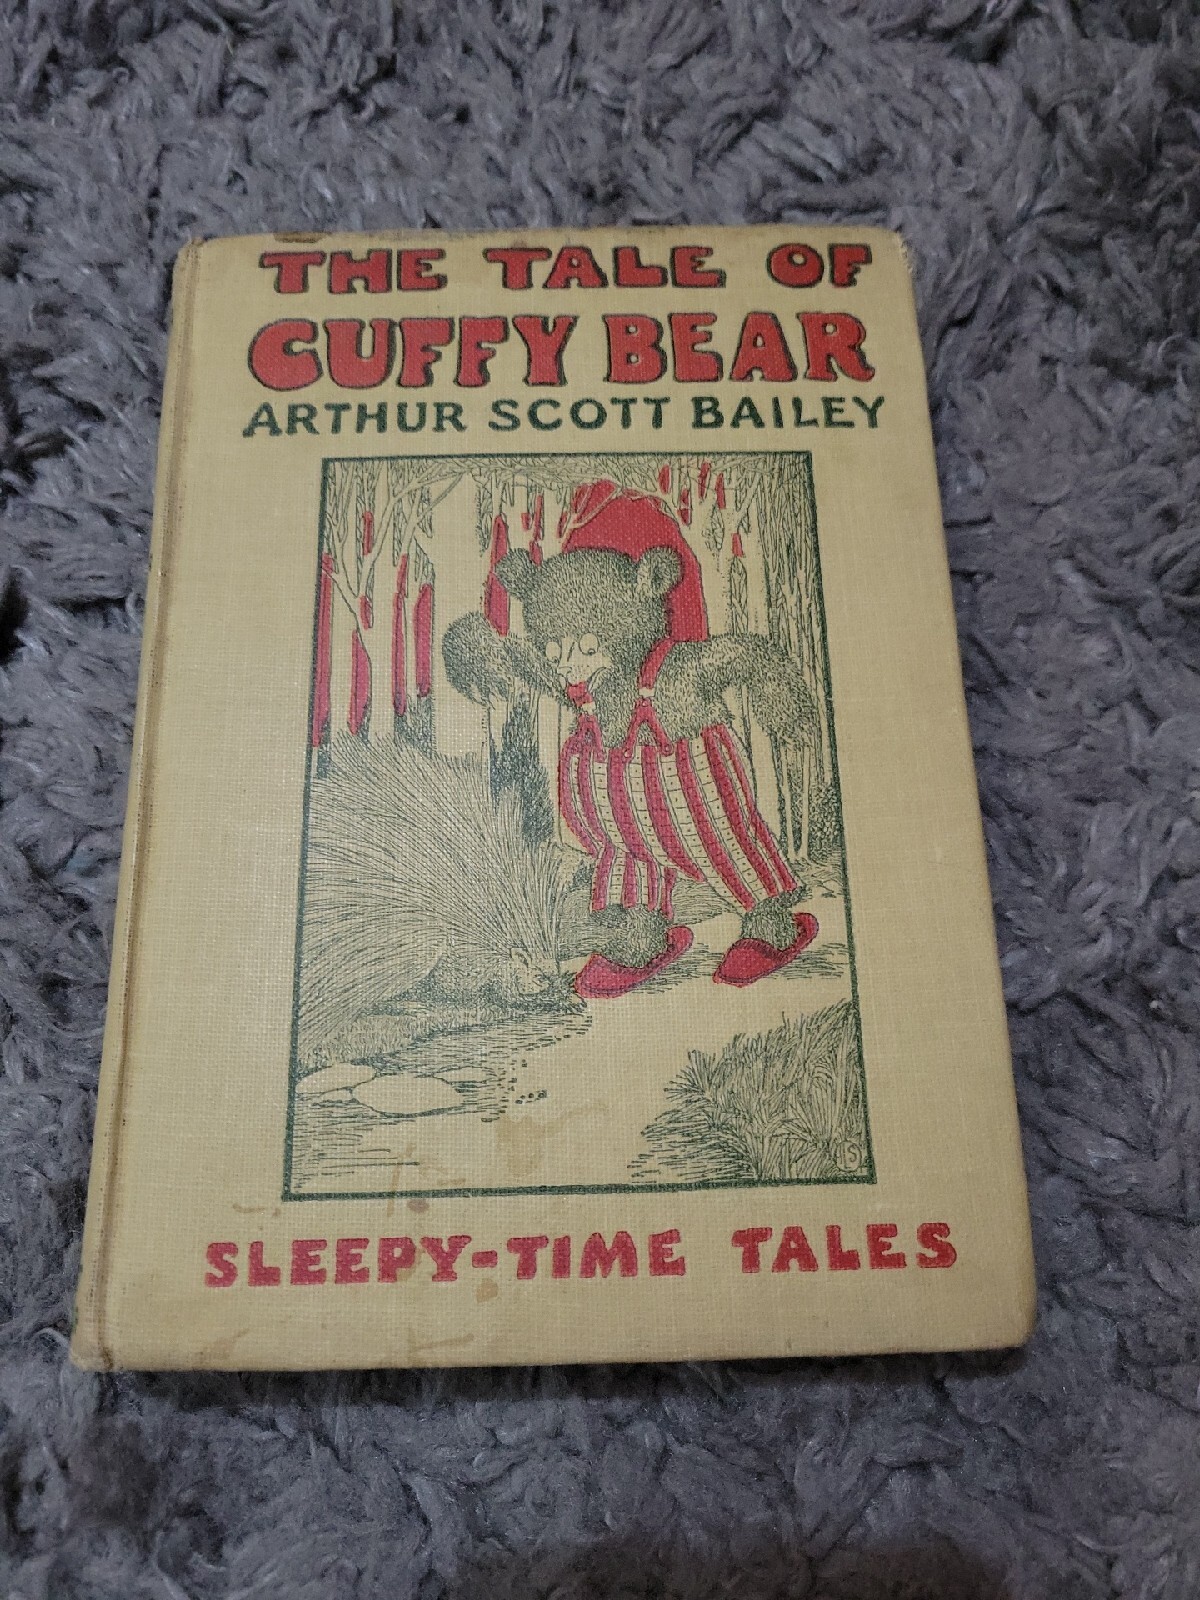 THE TALE OF
CUFFY BEAR
ARTHUR SCOTT BAILEY
SLEEPY-TIME TALES